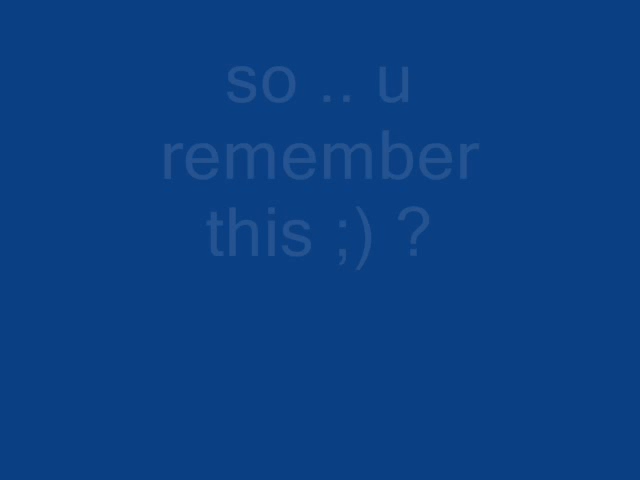 so .. u
remember
this ;) ?